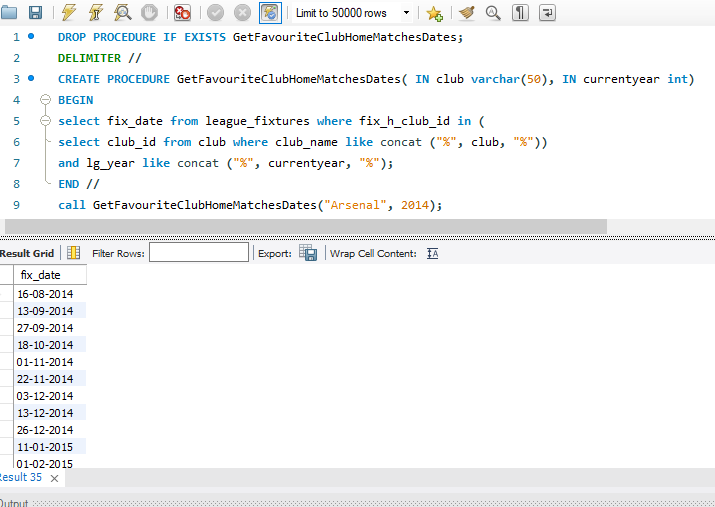 Limit to 50000 rows
1 DROP PROCEDURE IF EXISTS GetFavouriteClubHomeMatchesDates;
2 DELIMITER //
3 CREATE PROCEDURE GetFavouriteClubHomeMatchesDates( IN club varchar(50), IN currentyear int)
4 BEGIN
5 select fix_date from league_fixtures where fix_h_club_id in (
6 select club_id from club where club_name like concat ("%", club, "%"))
7 and lg_year like concat ("%", currentyear, "%");
8 END //
9 call GetFavouriteClubHomeMatchesDates("Arsenal", 2014);
Result Grid Filter Rows: Export: Wrap Cell Content: IA
fix_date
16-08-2014
13-09-2014
27-09-2014
18-10-2014
01-11-2014
22-11-2014
03-12-2014
13-12-2014
26-12-2014
11-01-2015
01-02-2015
Result 35
Output